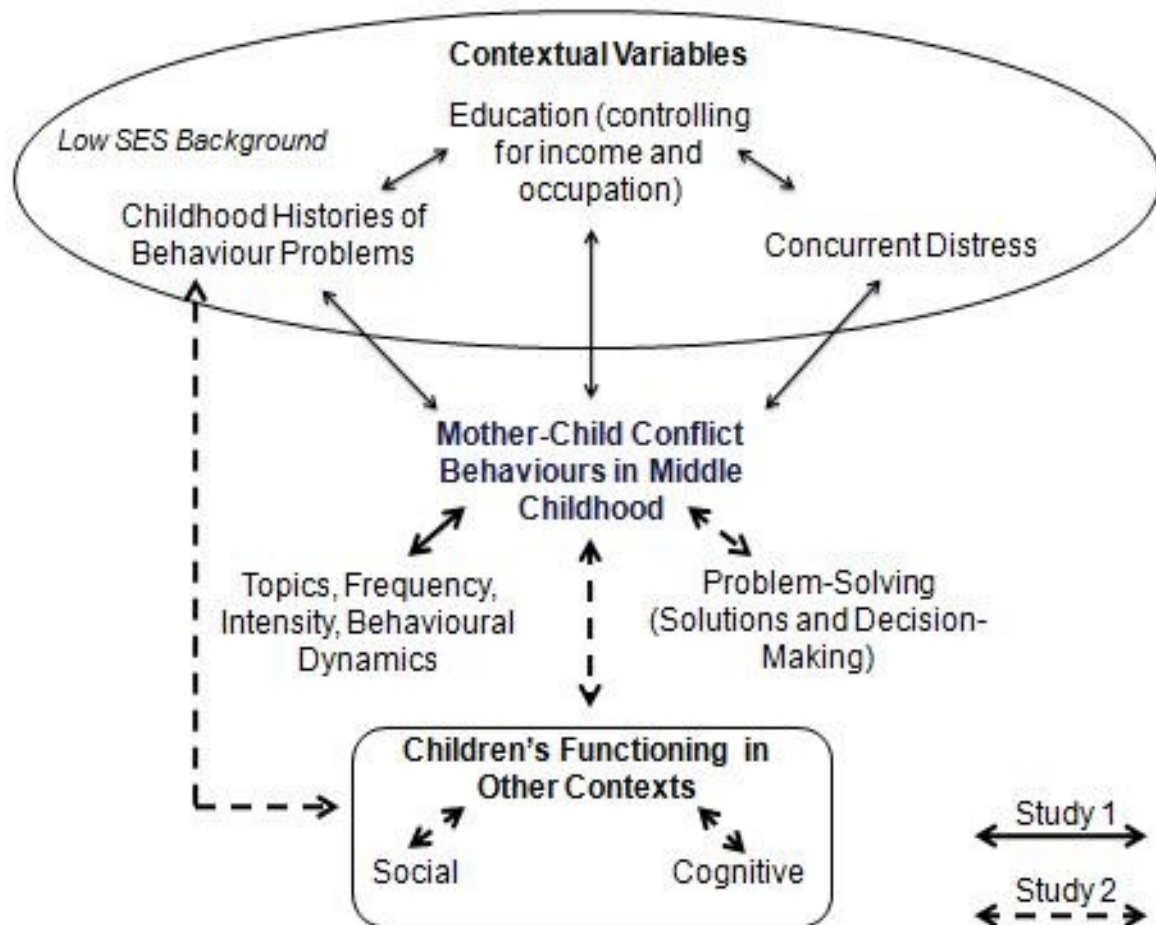 Contextual Variables
Low SES Background
Education (controlling
for income and
occupation)
Childhood Histories of
Behaviour Problems
Concurrent Distress
Mother-Child Conflict
Behaviours in Middle
Childhood
Topics, Frequency,
Intensity, Behavioural
Dynamics
Problem-Solving
(Solutions and Decision-
Making)
Children's Functioning in
Other Contexts
Social
Cognitive
Study 1
Study 2